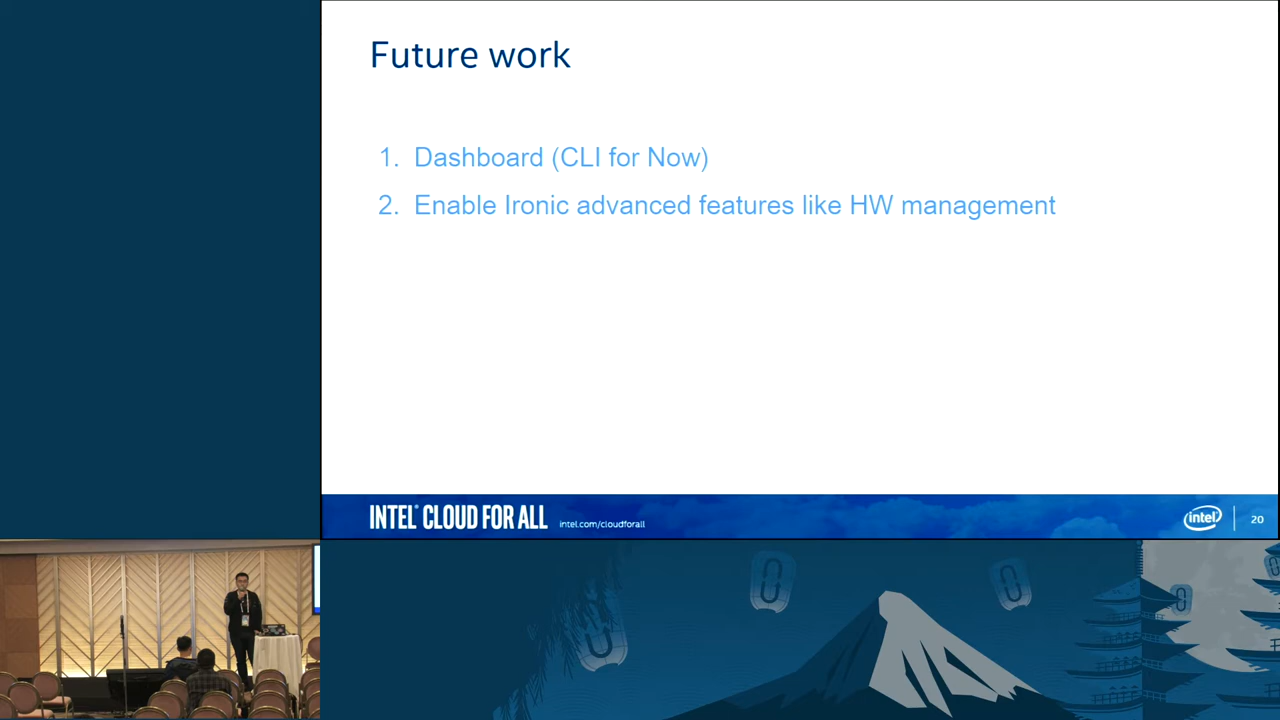 Future work
1. Dashboard (CLI for Now)
2. Enable Ironic advanced features like HW management
INTEL® CLOUD FOR ALL intel.com/cloudforall
intel
20